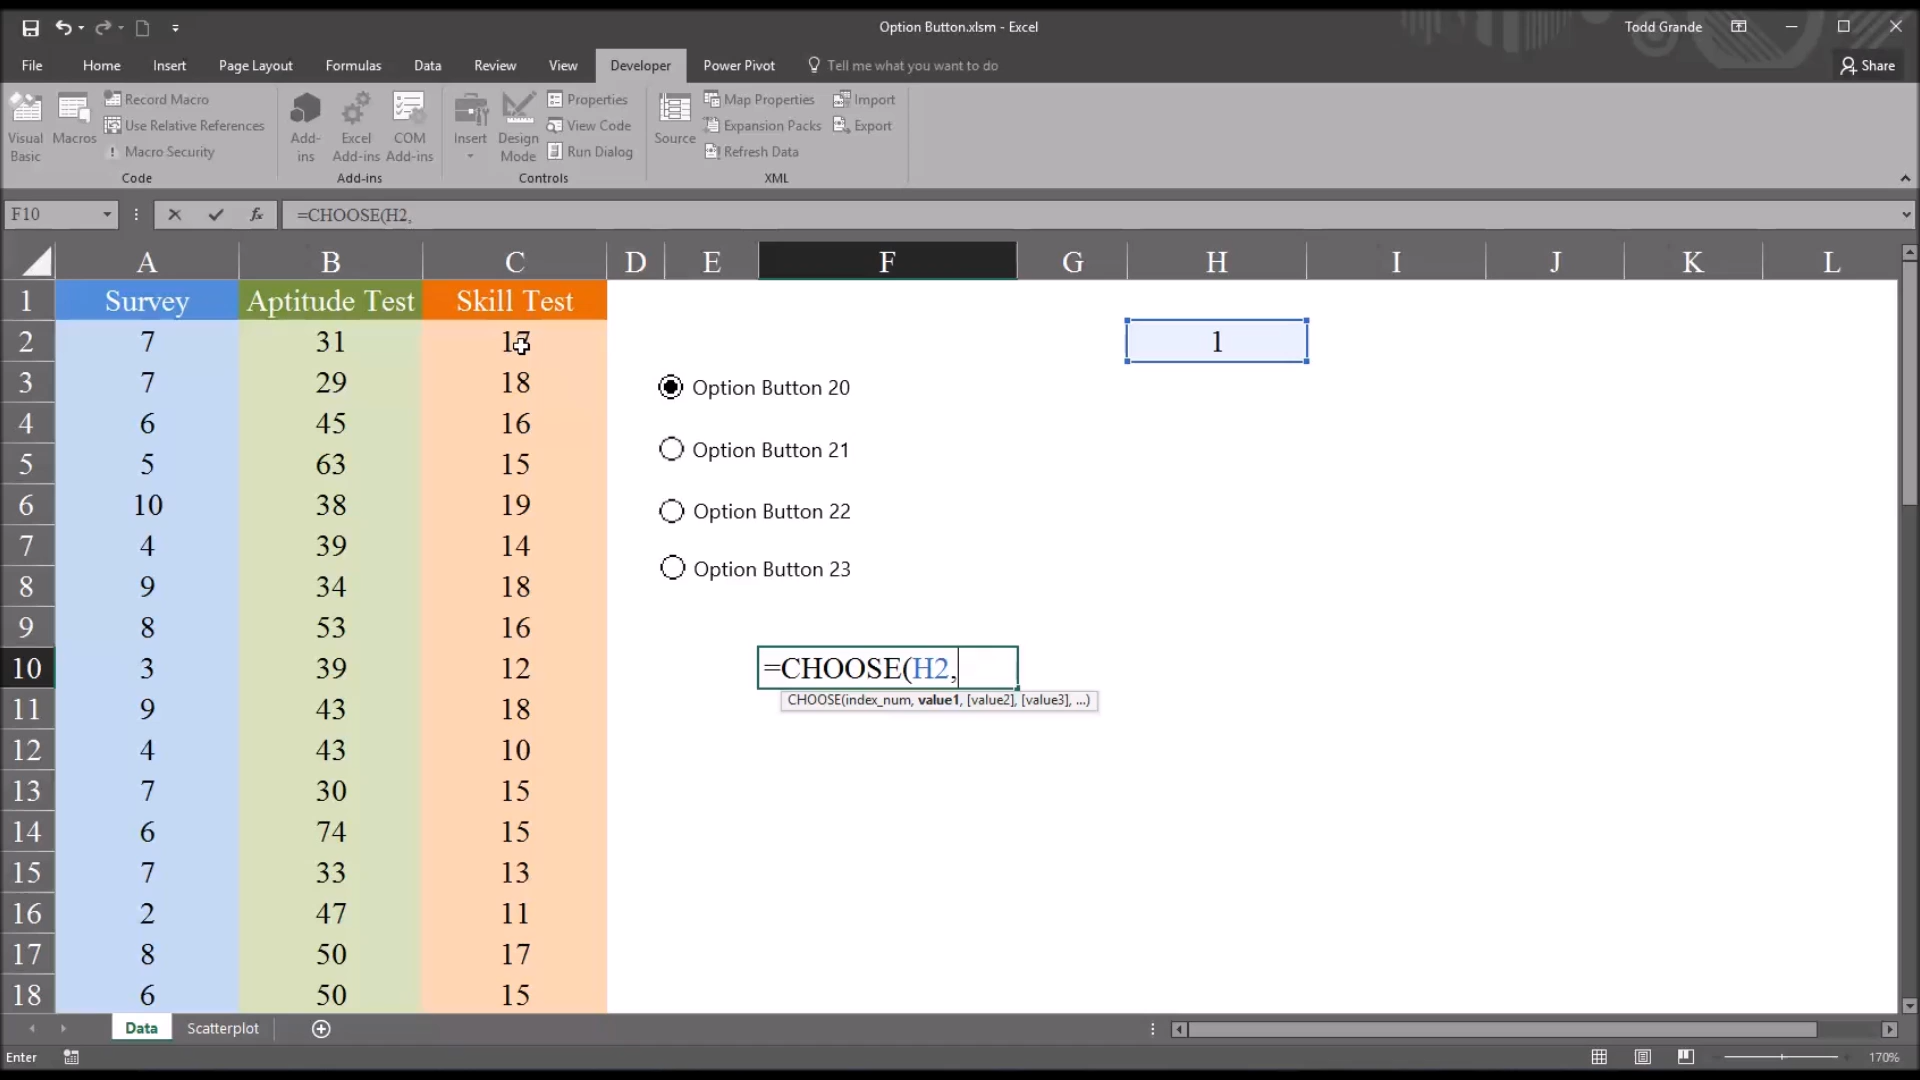 Option Button.xlsm - Excel
Todd Grande
File Home Insert Page Layout Formulas Data Review View Developer Power Pivot Tell me what you want to do Share
Visual Basic
Macros
Record Macro
Use Relative References
Macro Security
Code
Add-ins
Excel Add-ins
COM Add-ins
Add-ins
Insert
Design Mode
Properties
View Code
Run Dialog
Controls
Source
Map Properties
Expansion Packs
Refresh Data
Import
Export
XML
F10 fx =CHOOSE(H2,
A B C D E F G H I J K L
1 Survey Aptitude Test Skill Test
2 7 31 17 1
3 7 29 18
Option Button 20
4 6 45 16
Option Button 21
5 5 63 15
6 10 38 19
Option Button 22
7 4 39 14
Option Button 23
8 9 34 18
9 8 53 16
10 3 39 12 =CHOOSE(H2,
CHOOSE(index_num, value1, [value2], [value3], ...)
11 9 43 18
12 4 43 10
13 7 30 15
14 6 74 15
15 7 33 13
16 2 47 11
17 8 50 17
18 6 50 15
Data Scatterplot
Enter 170%